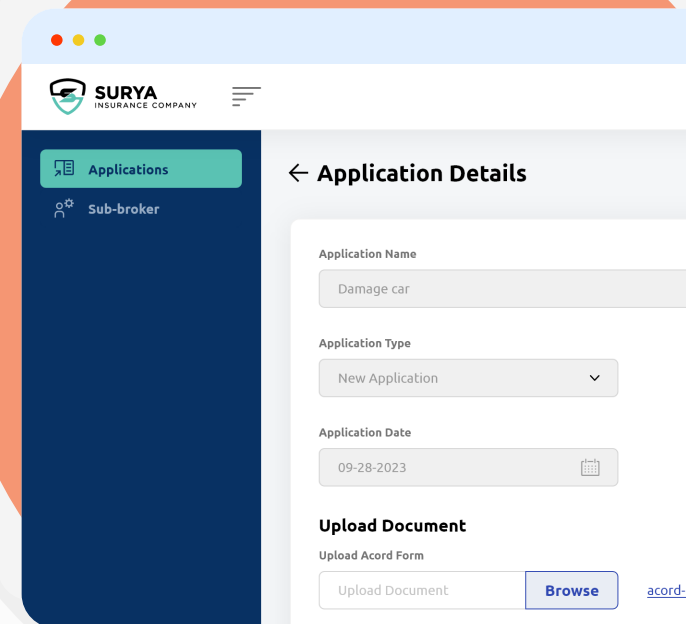 SURYA
INSURANCE COMPANY
Applications
Sub-broker
Application Details
Application Name
Damage car
Application Type
New Application
Application Date
09-28-2023
Upload Document
Upload Acord Form
Upload Document
Browse
acord-